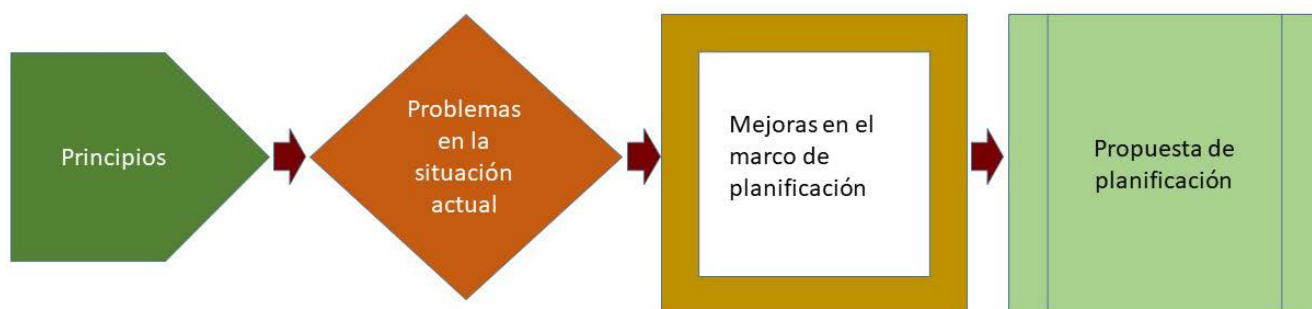 Principios
Problemas
en la
situación
actual
Mejoras en el
marco de
planificación
Propuesta de
planificación